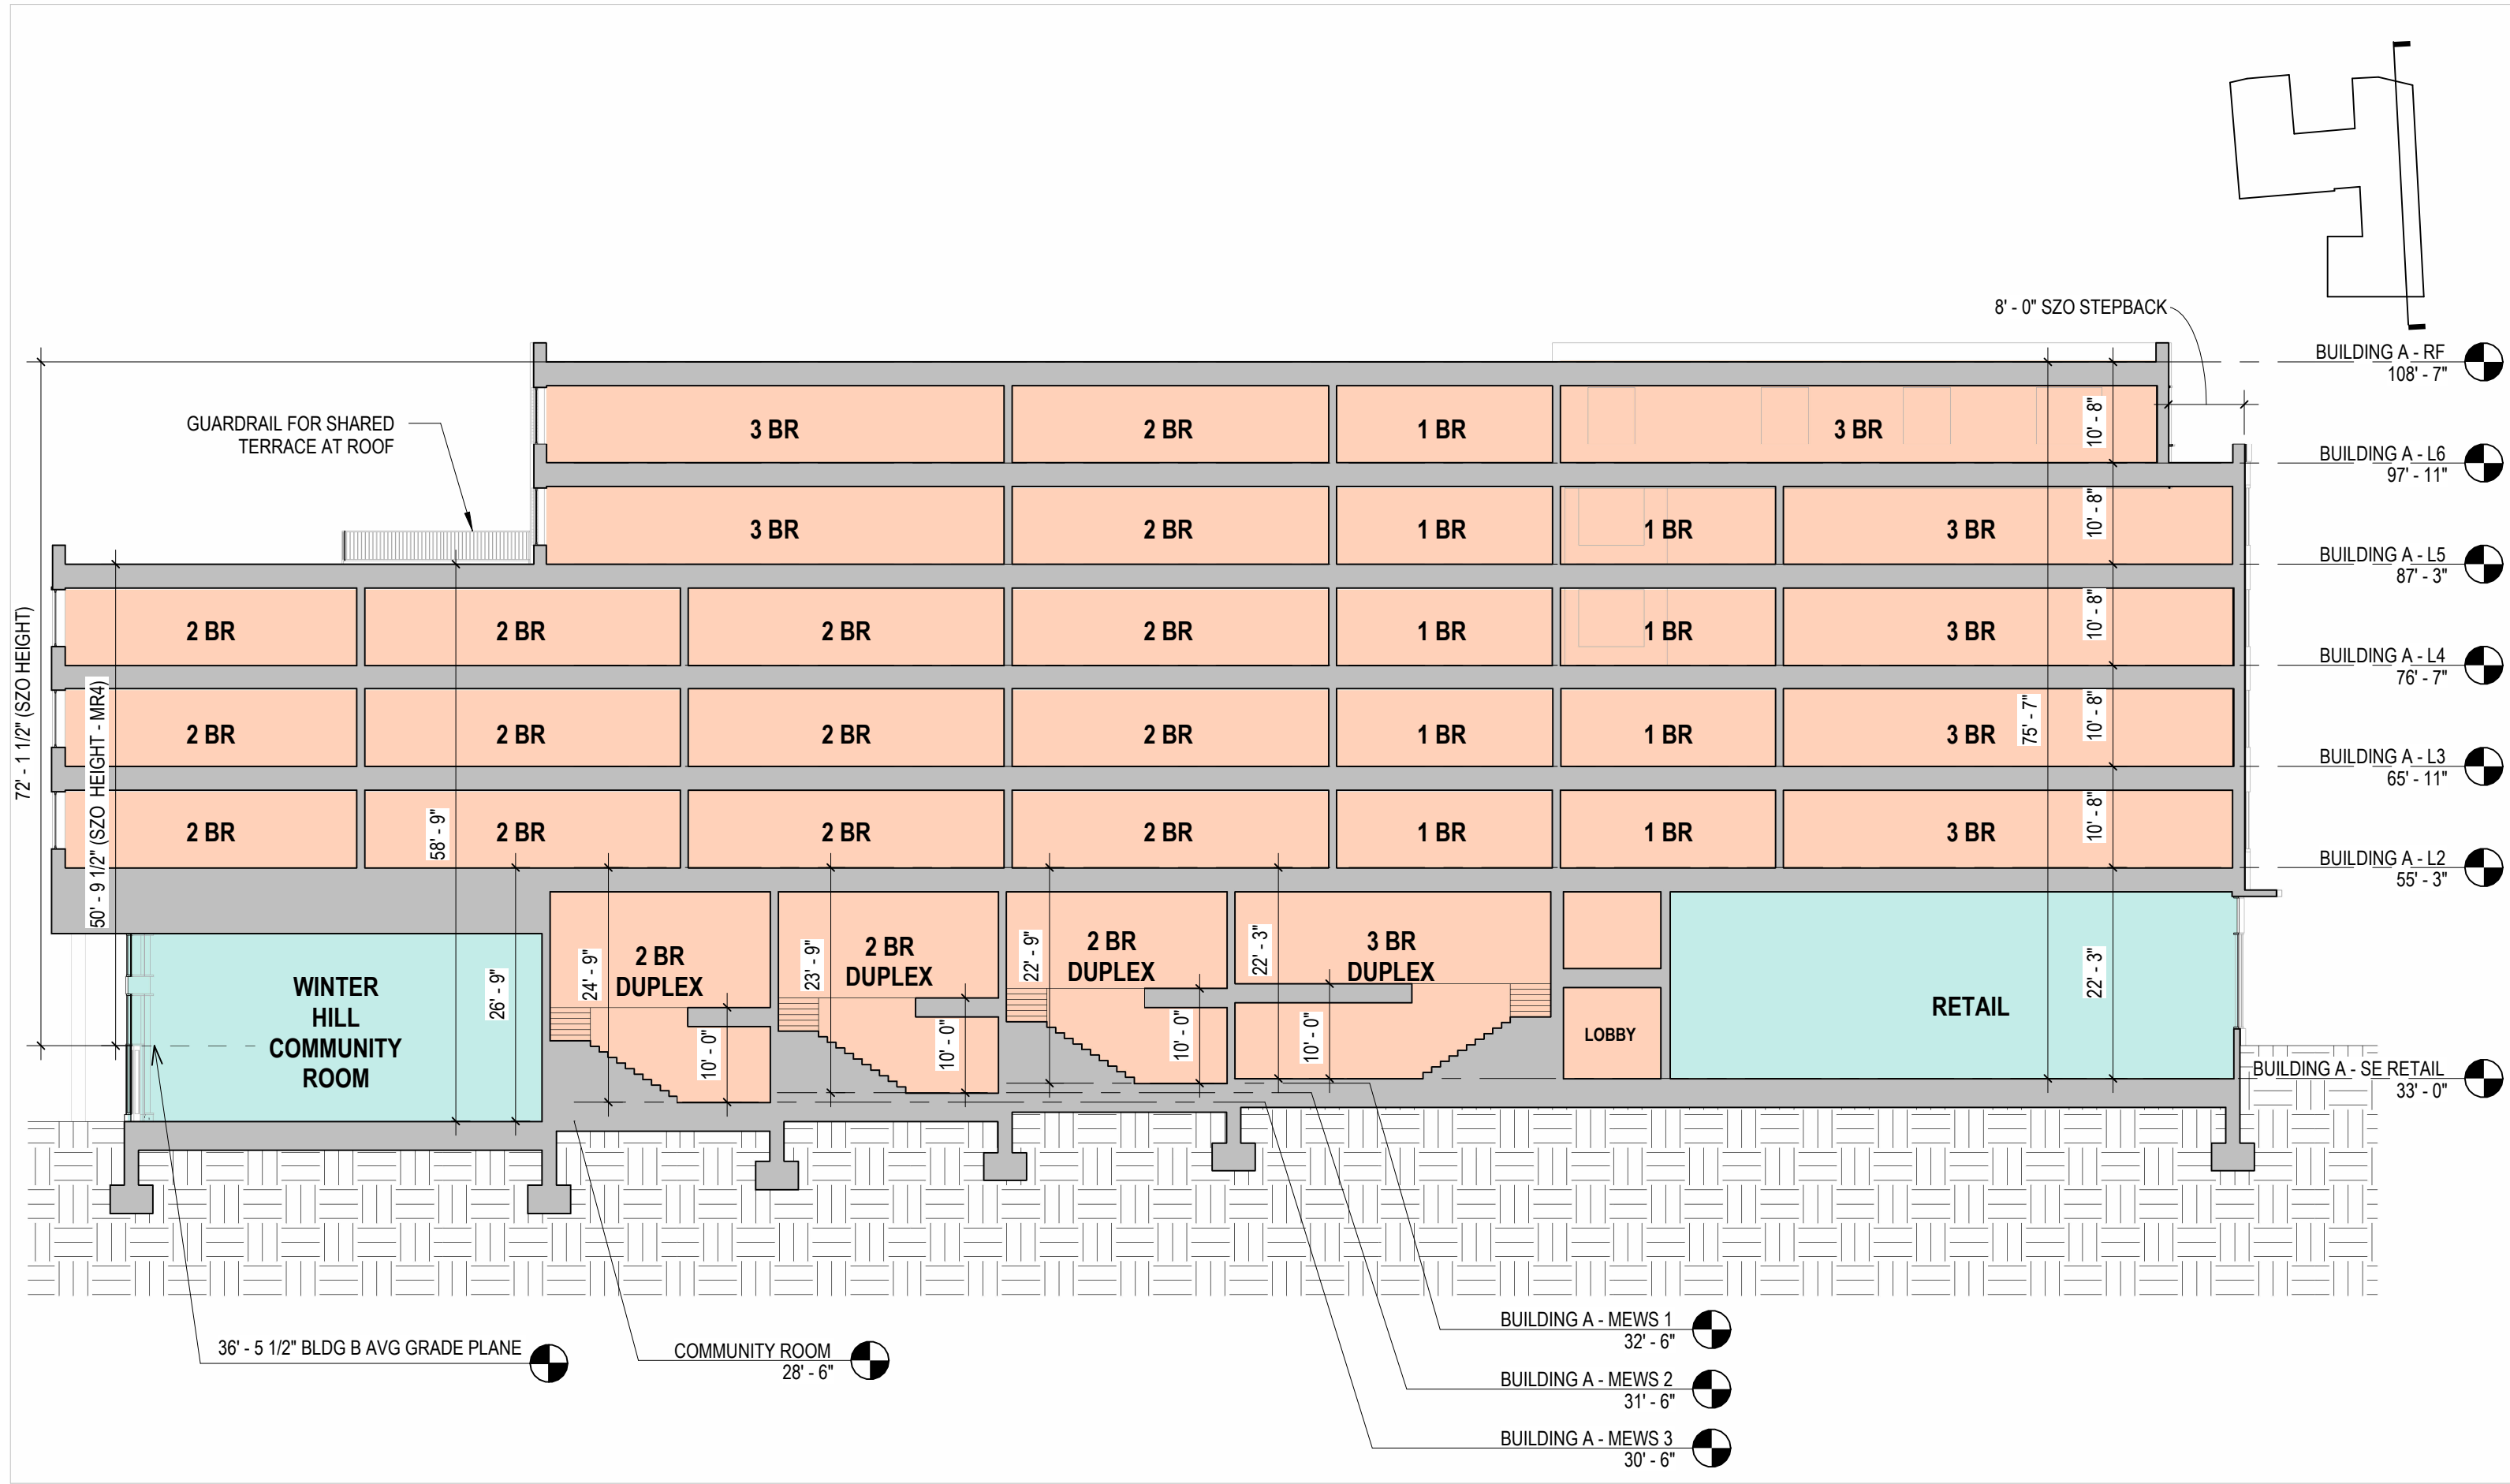 8' - 0" SZO STEPBACK
BUILDING A - RF
108' - 7"
GUARDRAIL FOR SHARED
TERRACE AT ROOF
3 BR
2 BR
1 BR
3 BR
10' - 8"
BUILDING A - L6
97' - 11"
3 BR
2 BR
1 BR
1 BR
3 BR
10' - 8"
BUILDING A - L5
87' - 3"
72' - 1 1/2" (SZO HEIGHT)
50' - 9 1/2" (SZO HEIGHT - MR4)
2 BR
2 BR
2 BR
2 BR
1 BR
1 BR
3 BR
10' - 8"
BUILDING A - L4
76' - 7"
2 BR
2 BR
2 BR
2 BR
1 BR
1 BR
3 BR
75' - 7"
10' - 8"
BUILDING A - L3
65' - 11"
2 BR
58' - 9"
2 BR
2 BR
2 BR
1 BR
1 BR
3 BR
10' - 8"
BUILDING A - L2
55' - 3"
WINTER
HILL
COMMUNITY
ROOM
26' - 9"
24' - 9"
2 BR
DUPLEX
10' - 0"
23' - 9"
2 BR
DUPLEX
10' - 0"
22' - 9"
2 BR
DUPLEX
10' - 0"
22' - 3"
3 BR
DUPLEX
10' - 0"
LOBBY
RETAIL
22' - 3"
BUILDING A - SE RETAIL
33' - 0"
36' - 5 1/2" BLDG B AVG GRADE PLANE
COMMUNITY ROOM
28' - 6"
BUILDING A - MEWS 1
32' - 6"
BUILDING A - MEWS 2
31' - 6"
BUILDING A - MEWS 3
30' - 6"